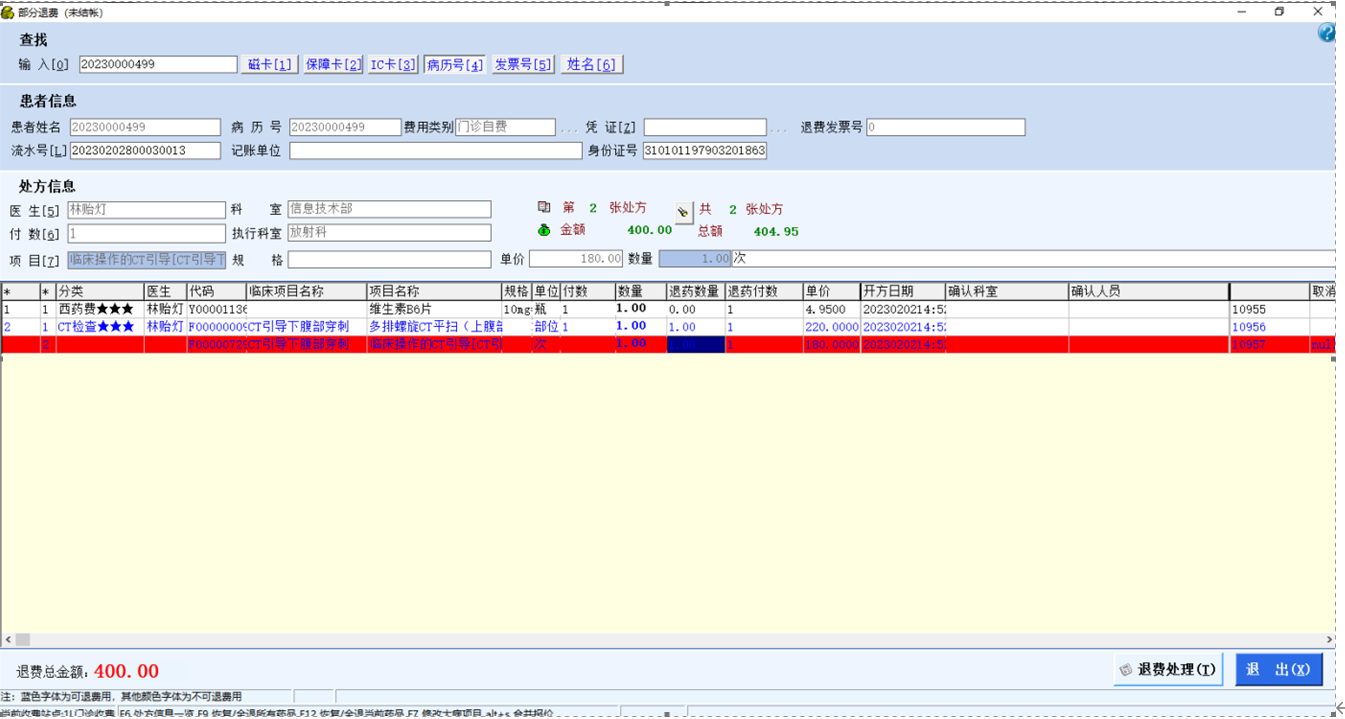 部分退费（未结帐）
查找
输 入[0] 20230000499 磁卡[1] 保障卡[2] IC卡[3] 病历号[4] 发票号[5] 姓名[6]
患者信息
患者姓名 20230000499 病 历 号 20230000499 费用类别 门诊自费 ... 凭 证[Z] ... 退费发票号 0
流水号[L] 20230202800030013 记账单位 身份证号 310101197903201863
处方信息
医 生[5] 林贻灯 科 室 信息技术部 第 2 张处方 共 2 张处方
付 数[6] 1 执行科室 放射科 金额 400.00 总额 404.95
项 目[7] 临床操作的CT引导[CT引导下 规 格 单价 180.00 数量 1.00 次
* * 分类 医生 代码 临床项目名称 项目名称 规格 单位 付数 数量 退药数量 退药付数 单价 开方日期 确认科室 确认人员 取消
1 1 西药费★★★ 林贻灯 Y00001136 维生素B6片 10mg 瓶 1 1.00 0.00 1 4.9500 2023020214:52 10955
2 1 CT检查★★★ 林贻灯 F00000009 CT引导下腹部穿刺 多排螺旋CT平扫（上腹部 部位 1 1.00 1.00 1 220.0000 2023020214:52 10956
2 F00000729 CT引导下腹部穿刺 临床操作的CT引导[CT引 次 1.00 1.00 1 180.0000 2023020214:52 10957 nul
退费总金额: 400.00 退费处理(T) 退 出(X)
注: 蓝色字体为可退费用，其他颜色字体为不可退费用
当前收费站点:1L门诊收费 F6 处方信息一览 F9 恢复/全退所有药品 F12 恢复/全退当前药品 F7 修改大病项目 alt+s 合并报价